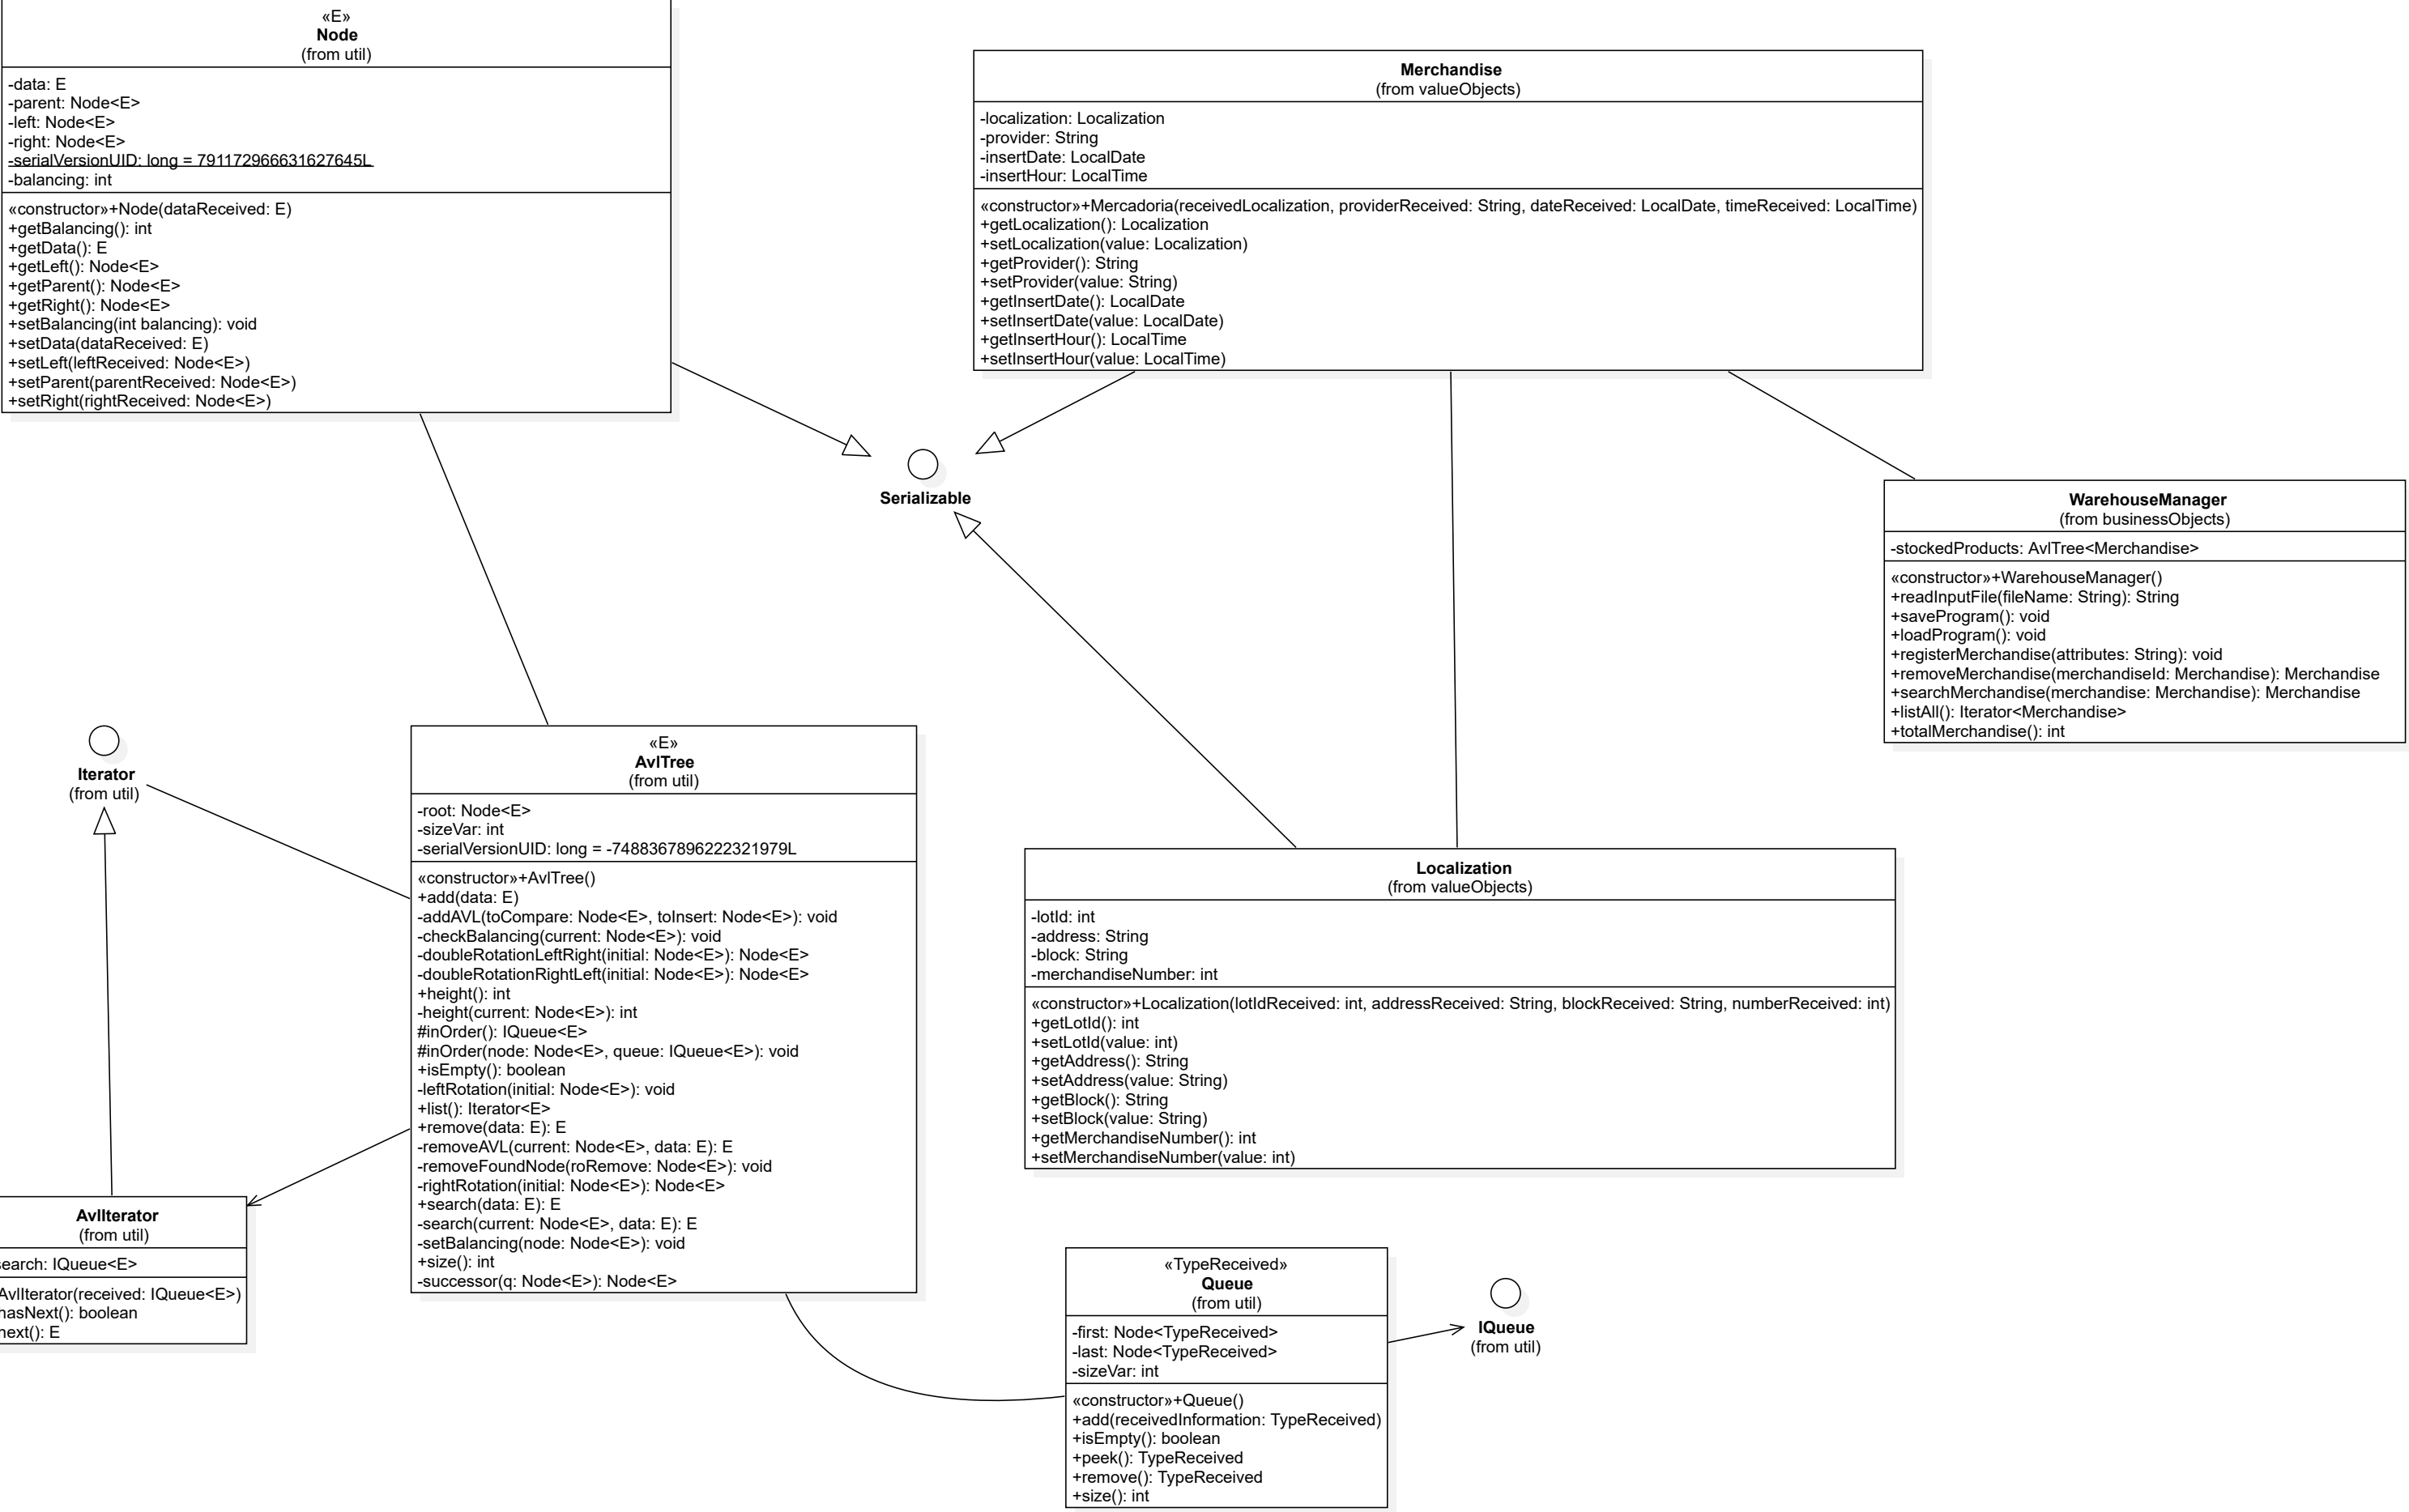 «E»
Node
(from util)
-data: E
-parent: Node<E>
-left: Node<E>
-right: Node<E>
-serialVersionUID: long = 791172966631627645L
-balancing: int
«constructor»+Node(dataReceived: E)
+getBalancing(): int
+getData(): E
+getLeft(): Node<E>
+getParent(): Node<E>
+getRight(): Node<E>
+setBalancing(int balancing): void
+setData(dataReceived: E)
+setLeft(leftReceived: Node<E>)
+setParent(parentReceived: Node<E>)
+setRight(rightReceived: Node<E>)
Merchandise
(from valueObjects)
-localization: Localization
-provider: String
-insertDate: LocalDate
-insertHour: LocalTime
«constructor»+Mercadoria(receivedLocalization, providerReceived: String, dateReceived: LocalDate, timeReceived: LocalTime)
+getLocalization(): Localization
+setLocalization(value: Localization)
+getProvider(): String
+setProvider(value: String)
+getInsertDate(): LocalDate
+setInsertDate(value: LocalDate)
+getInsertHour(): LocalTime
+setInsertHour(value: LocalTime)
Serializable
WarehouseManager
(from businessObjects)
-stockedProducts: AvlTree<Merchandise>
«constructor»+WarehouseManager()
+readInputFile(fileName: String): String
+saveProgram(): void
+loadProgram(): void
+registerMerchandise(attributes: String): void
+removeMerchandise(merchandiseId: Merchandise): Merchandise
+searchMerchandise(merchandise: Merchandise): Merchandise
+listAll(): Iterator<Merchandise>
+totalMerchandise(): int
Iterator
(from util)
«E»
AvlTree
(from util)
-root: Node<E>
-sizeVar: int
-serialVersionUID: long = -7488367896222321979L
«constructor»+AvlTree()
+add(data: E)
-addAVL(toCompare: Node<E>, toInsert: Node<E>): void
-checkBalancing(current: Node<E>): void
-doubleRotationLeftRight(initial: Node<E>): Node<E>
-doubleRotationRightLeft(initial: Node<E>): Node<E>
+height(): int
-height(current: Node<E>): int
#inOrder(): IQueue<E>
#inOrder(node: Node<E>, queue: IQueue<E>): void
+isEmpty(): boolean
-leftRotation(initial: Node<E>): void
+list(): Iterator<E>
+remove(data: E): E
-removeAVL(current: Node<E>, data: E): E
-removeFoundNode(roRemove: Node<E>): void
-rightRotation(initial: Node<E>): Node<E>
+search(data: E): E
-search(current: Node<E>, data: E): E
-setBalancing(node: Node<E>): void
+size(): int
-successor(q: Node<E>): Node<E>
Localization
(from valueObjects)
-lotId: int
-address: String
-block: String
-merchandiseNumber: int
«constructor»+Localization(lotIdReceived: int, addressReceived: String, blockReceived: String, numberReceived: int)
+getLotId(): int
+setLotId(value: int)
+getAddress(): String
+setAddress(value: String)
+getBlock(): String
+setBlock(value: String)
+getMerchandiseNumber(): int
+setMerchandiseNumber(value: int)
AvlIterator
(from util)
search: IQueue<E>
AvlIterator(received: IQueue<E>)
hasNext(): boolean
next(): E
«TypeReceived»
Queue
(from util)
-first: Node<TypeReceived>
-last: Node<TypeReceived>
-sizeVar: int
«constructor»+Queue()
+add(receivedInformation: TypeReceived)
+isEmpty(): boolean
+peek(): TypeReceived
+remove(): TypeReceived
+size(): int
IQueue
(from util)